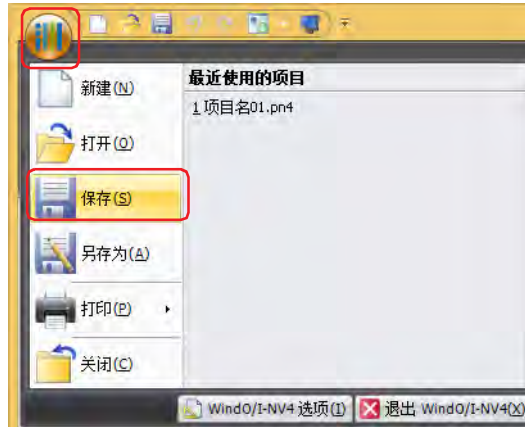 新建(N)
打开(O)
保存(S)
另存为(A)
打印(P)
关闭(C)
最近使用的项目
1 项目名01.pn4
WindO/I-NV4 选项(I)
退出 WindO/I-NV4(X)